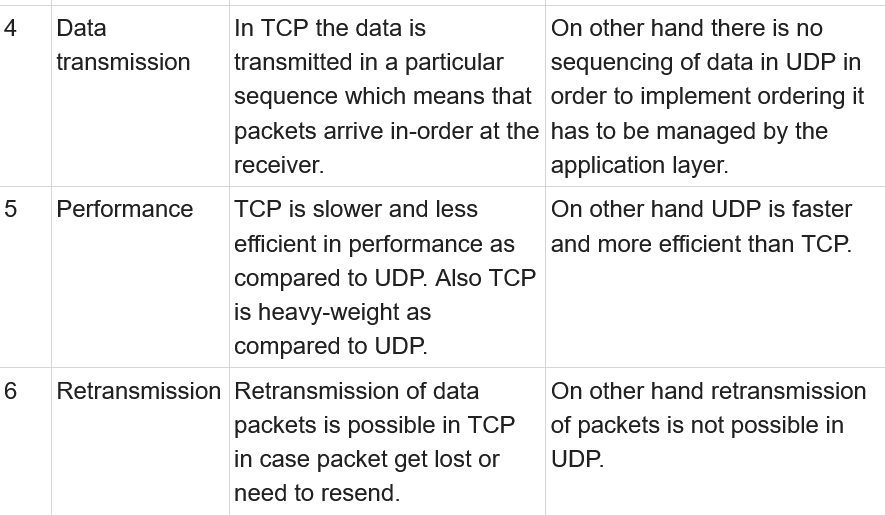 4
Data
transmission
In TCP the data is
transmitted in a particular
sequence which means that
packets arrive in-order at the
receiver.
On other hand there is no
sequencing of data in UDP in
order to implement ordering it
has to be managed by the
application layer.
5
Performance
TCP is slower and less
efficient in performance as
compared to UDP. Also TCP
is heavy-weight as
compared to UDP.
On other hand UDP is faster
and more efficient than TCP.
6
Retransmission
Retransmission of data
packets is possible in TCP
in case packet get lost or
need to resend.
On other hand retransmission
of packets is not possible in
UDP.